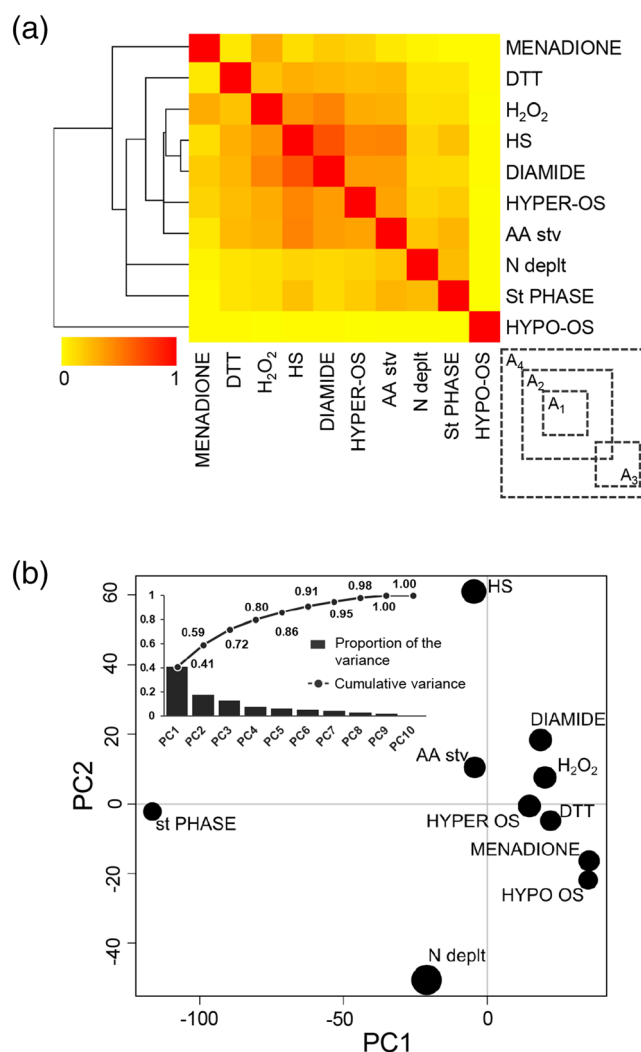 (a)
MENADIONE
DTT
H₂O₂
HS
DIAMIDE
HYPER-OS
AA stv
N deplt
St PHASE
HYPO-OS
0 1
MENADIONE
DTT
H₂O₂
HS
DIAMIDE
HYPER-OS
AA stv
N deplt
St PHASE
HYPO-OS
A₄
A₂
A₁
A₃
(b)
PC2
60
40
20
0
-20
-40
1
0.8
0.6
0.4
0.2
0
0.41
0.59
0.72
0.80
0.86
0.91
0.95
0.98
1.00
1.00
Proportion of the
variance
Cumulative variance
PC1
PC2
PC3
PC4
PC5
PC6
PC7
PC8
PC9
PC10
HS
DIAMIDE
AA stv
H₂O₂
HYPER OS
DTT
st PHASE
MENADIONE
HYPO OS
N deplt
-100 -50 0
PC1